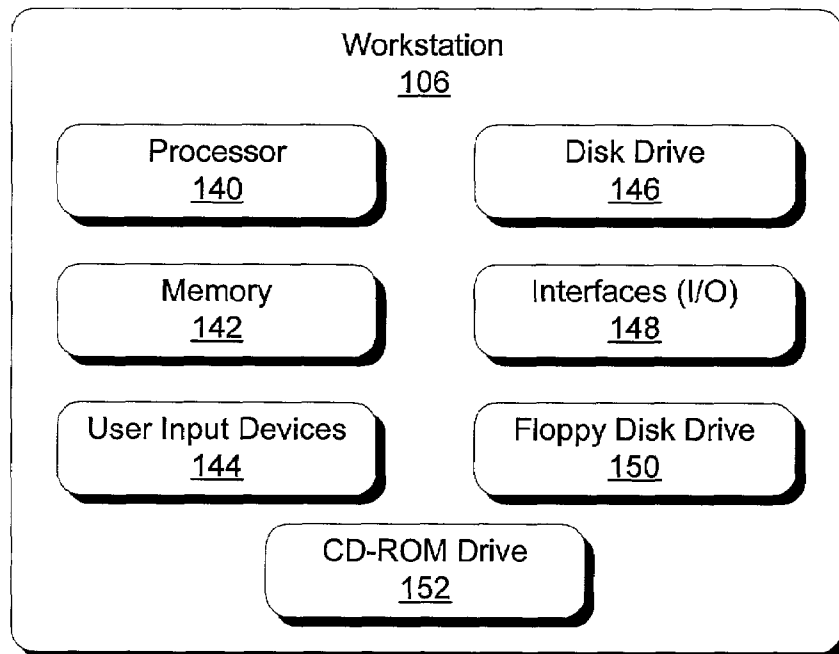 Workstation
106
Processor
140
Disk Drive
146
Memory
142
Interfaces (I/O)
148
User Input Devices
144
Floppy Disk Drive
150
CD-ROM Drive
152